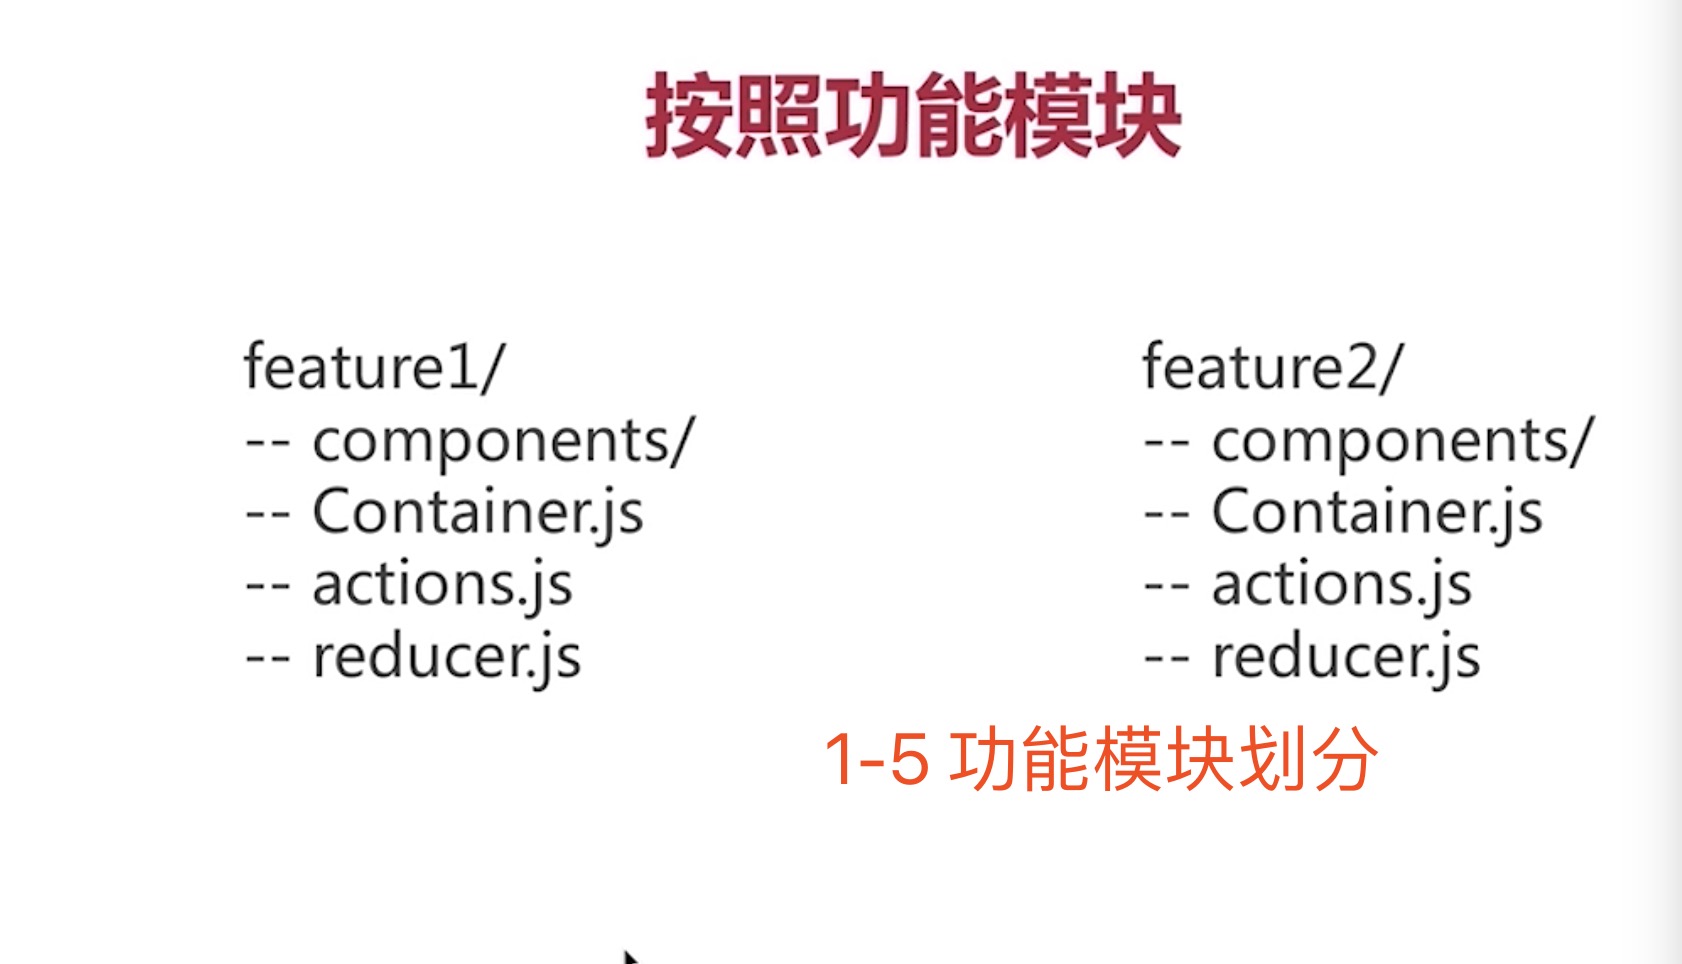 按照功能模块
feature1/
-- components/
-- Container.js
-- actions.js
-- reducer.js
feature2/
-- components/
-- Container.js
-- actions.js
-- reducer.js
1-5 功能模块划分